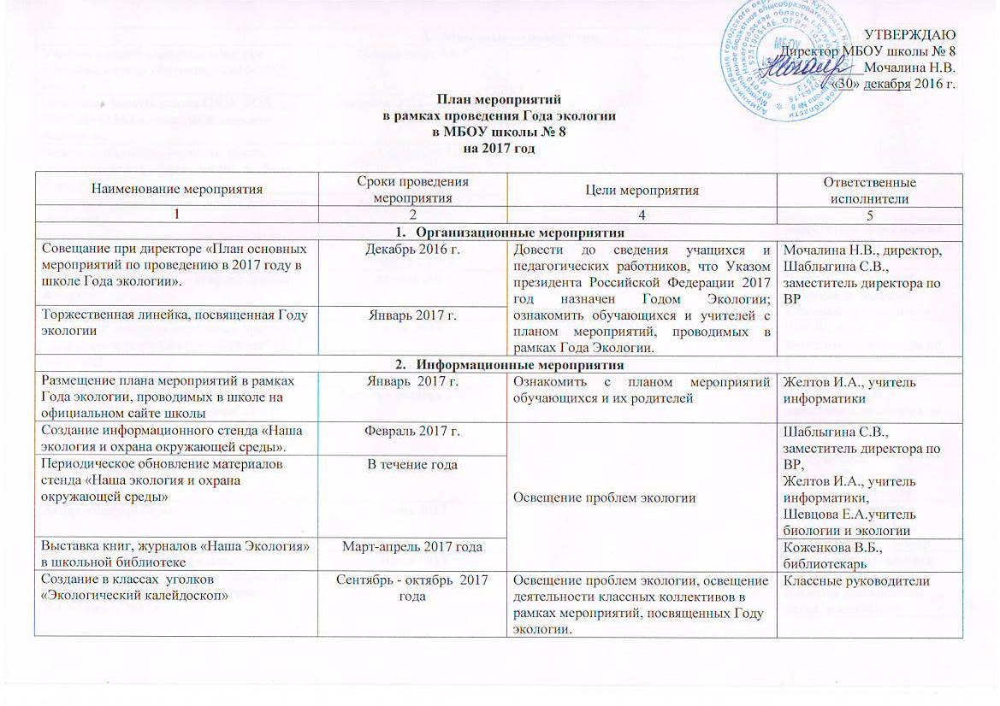 УТВЕРЖДАЮ
Директор МБОУ школы № 8
Мочалина Н.В.
«30» декабря 2016 г.
План мероприятий
в рамках проведения Года экологии
в МБОУ школы № 8
на 2017 год
Наименование мероприятия
Сроки проведения
мероприятия
Цели мероприятия
Ответственные
исполнители
1
2
4
5
1. Организационные мероприятия
Совещание при директоре «План основных
мероприятий по проведению в 2017 году в
школе Года экологии».
Декабрь 2016 г.
Довести до сведения учащихся и
педагогических работников, что Указом
президента Российской Федерации 2017
год назначен Годом Экологии;
ознакомить обучающихся и учителей с
планом мероприятий, проводимых в
рамках Года Экологии.
Мочалина Н.В., директор,
Шаблыгина С.В.,
заместитель директора по
ВР
Торжественная линейка, посвященная Году
экологии
Январь 2017 г.
2. Информационные мероприятия
Размещение плана мероприятий в рамках
Года экологии, проводимых в школе на
официальном сайте школы
Январь 2017 г.
Ознакомить с планом мероприятий
обучающихся и их родителей
Желтов И.А., учитель
информатики
Создание информационного стенда «Наша
экология и охрана окружающей среды».
Февраль 2017 г.
Освещение проблем экологии
Шаблыгина С.В.,
заместитель директора по
ВР,
Желтов И.А., учитель
информатики,
Шевцова Е.А.учитель
биологии и экологии
Периодическое обновление материалов
стенда «Наша экология и охрана
окружающей среды»
В течение года
Выставка книг, журналов «Наша Экология»
в школьной библиотеке
Март-апрель 2017 года
Коженкова В.Б.,
библиотекарь
Создание в классах уголков
«Экологический калейдоскоп»
Сентябрь - октябрь 2017
года
Освещение проблем экологии, освещение
деятельности классных коллективов в
рамках мероприятий, посвященных Году
экологии.
Классные руководители